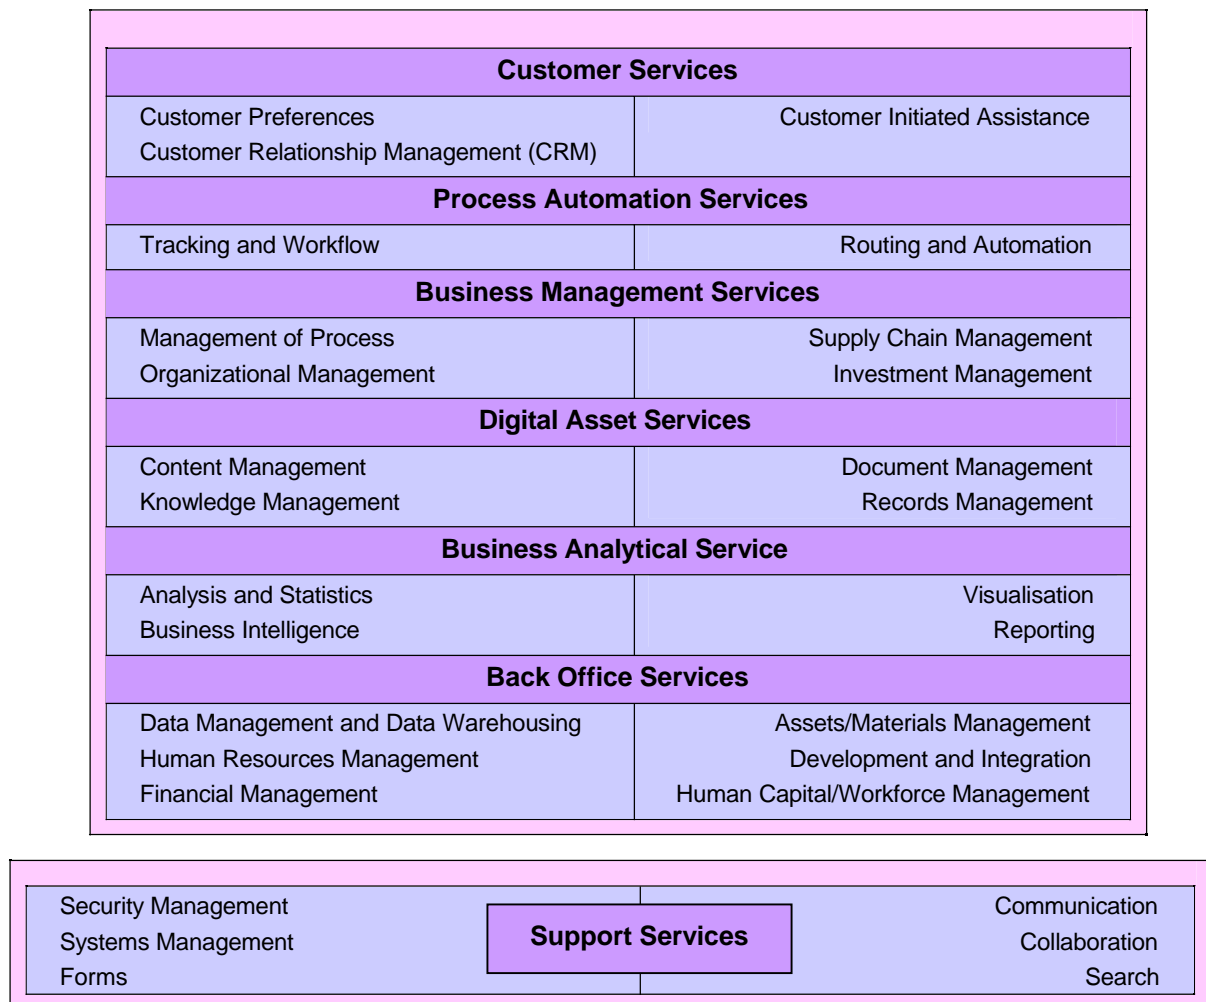 Customer Services
Customer Preferences
Customer Relationship Management (CRM)
Customer Initiated Assistance
Process Automation Services
Tracking and Workflow
Routing and Automation
Business Management Services
Management of Process
Organizational Management
Supply Chain Management
Investment Management
Digital Asset Services
Content Management
Knowledge Management
Document Management
Records Management
Business Analytical Service
Analysis and Statistics
Business Intelligence
Visualisation
Reporting
Back Office Services
Data Management and Data Warehousing
Human Resources Management
Financial Management
Assets/Materials Management
Development and Integration
Human Capital/Workforce Management
Security Management
Systems Management
Forms
Support Services
Communication
Collaboration
Search